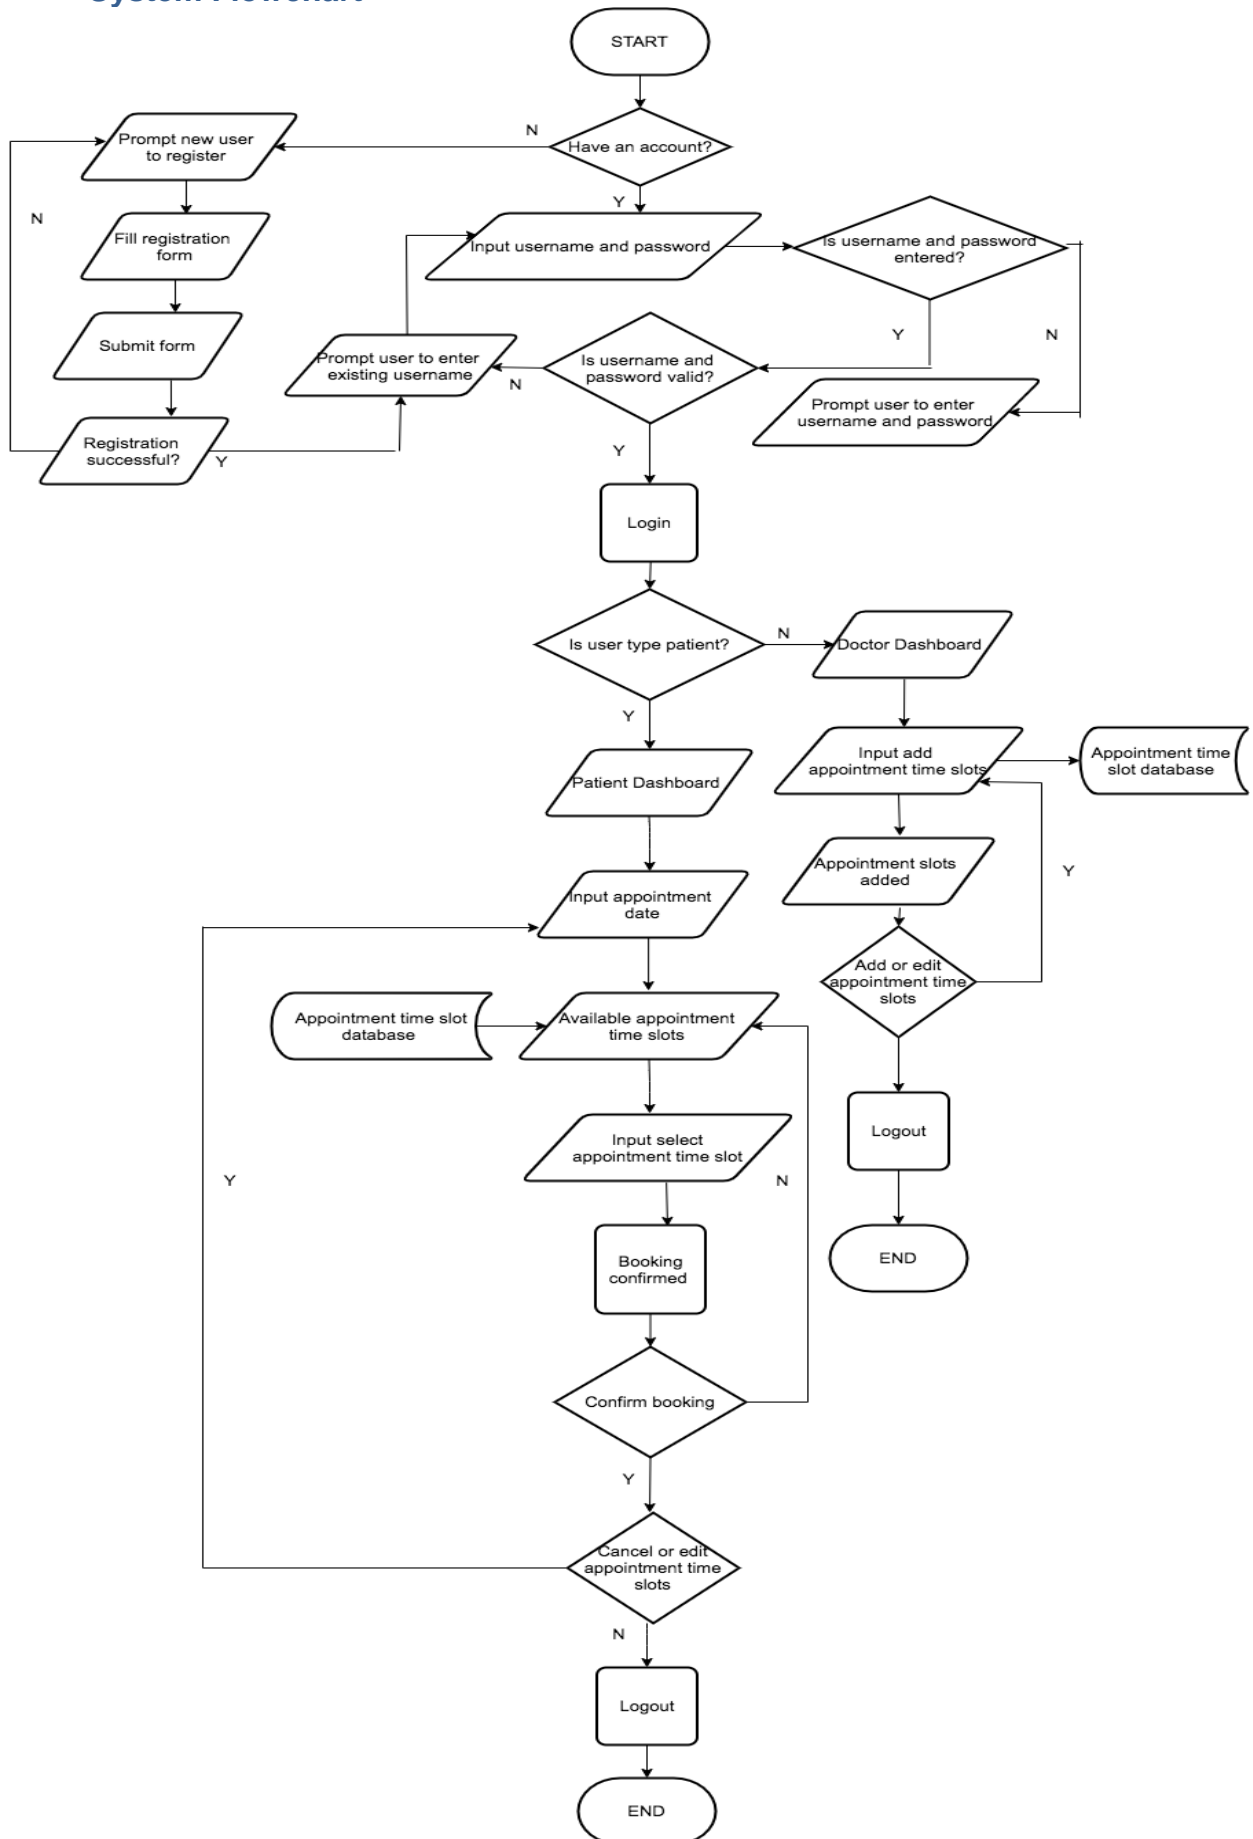 START
N
Have an account?
Prompt new user
to register
Y
N
Fill registration
form
Input username and password
Is username and password
entered?
Y
N
Submit form
Prompt user to enter
existing username
N
Is username and
password valid?
Prompt user to enter
username and password
Registration
successful?
Y
Y
Login
Is user type patient?
N
Doctor Dashboard
Y
Input add
appointment time slots
Appointment time
slot database
Patient Dashboard
Appointment slots
added
Y
Input appointment
date
Add or edit
appointment time
slots
Appointment time slot
database
Available appointment
time slots
Logout
Input select
appointment time slot
Y
N
Booking
confirmed
END
Confirm booking
Y
Cancel or edit
appointment time
slots
N
Logout
END